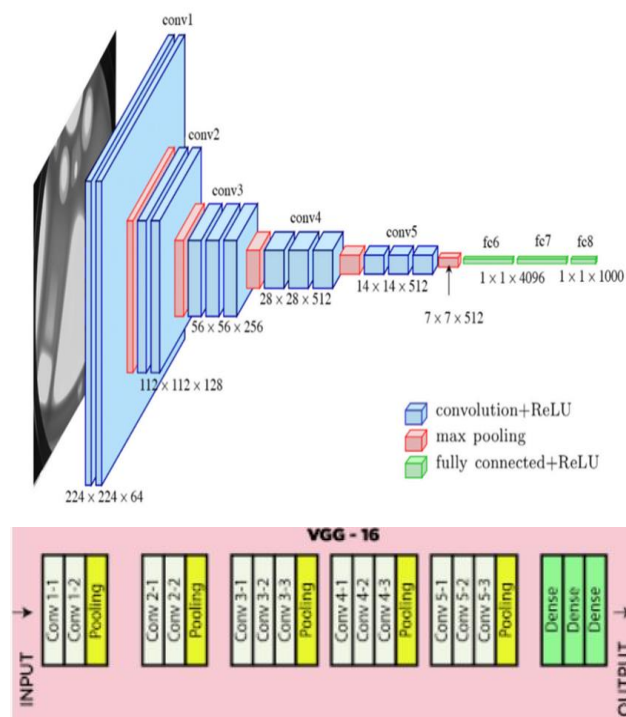 conv1
conv2
conv3
conv4
conv5
fc6 fc7 fc8
1 × 1 × 4096 1 × 1 × 1000
28 × 28 × 512
14 × 14 × 512
7 × 7 × 512
56 × 56 × 256
112 × 112 × 128
224 × 224 × 64
convolution+ReLU
max pooling
fully connected+ReLU
VGG - 16
INPUT
Conv 1-1
Conv 1-2
Pooling
Conv 2-1
Conv 2-2
Pooling
Conv 3-1
Conv 3-2
Conv 3-3
Pooling
Conv 4-1
Conv 4-2
Conv 4-3
Pooling
Conv 5-1
Conv 5-2
Conv 5-3
Pooling
Dense
Dense
Dense
OUTPUT